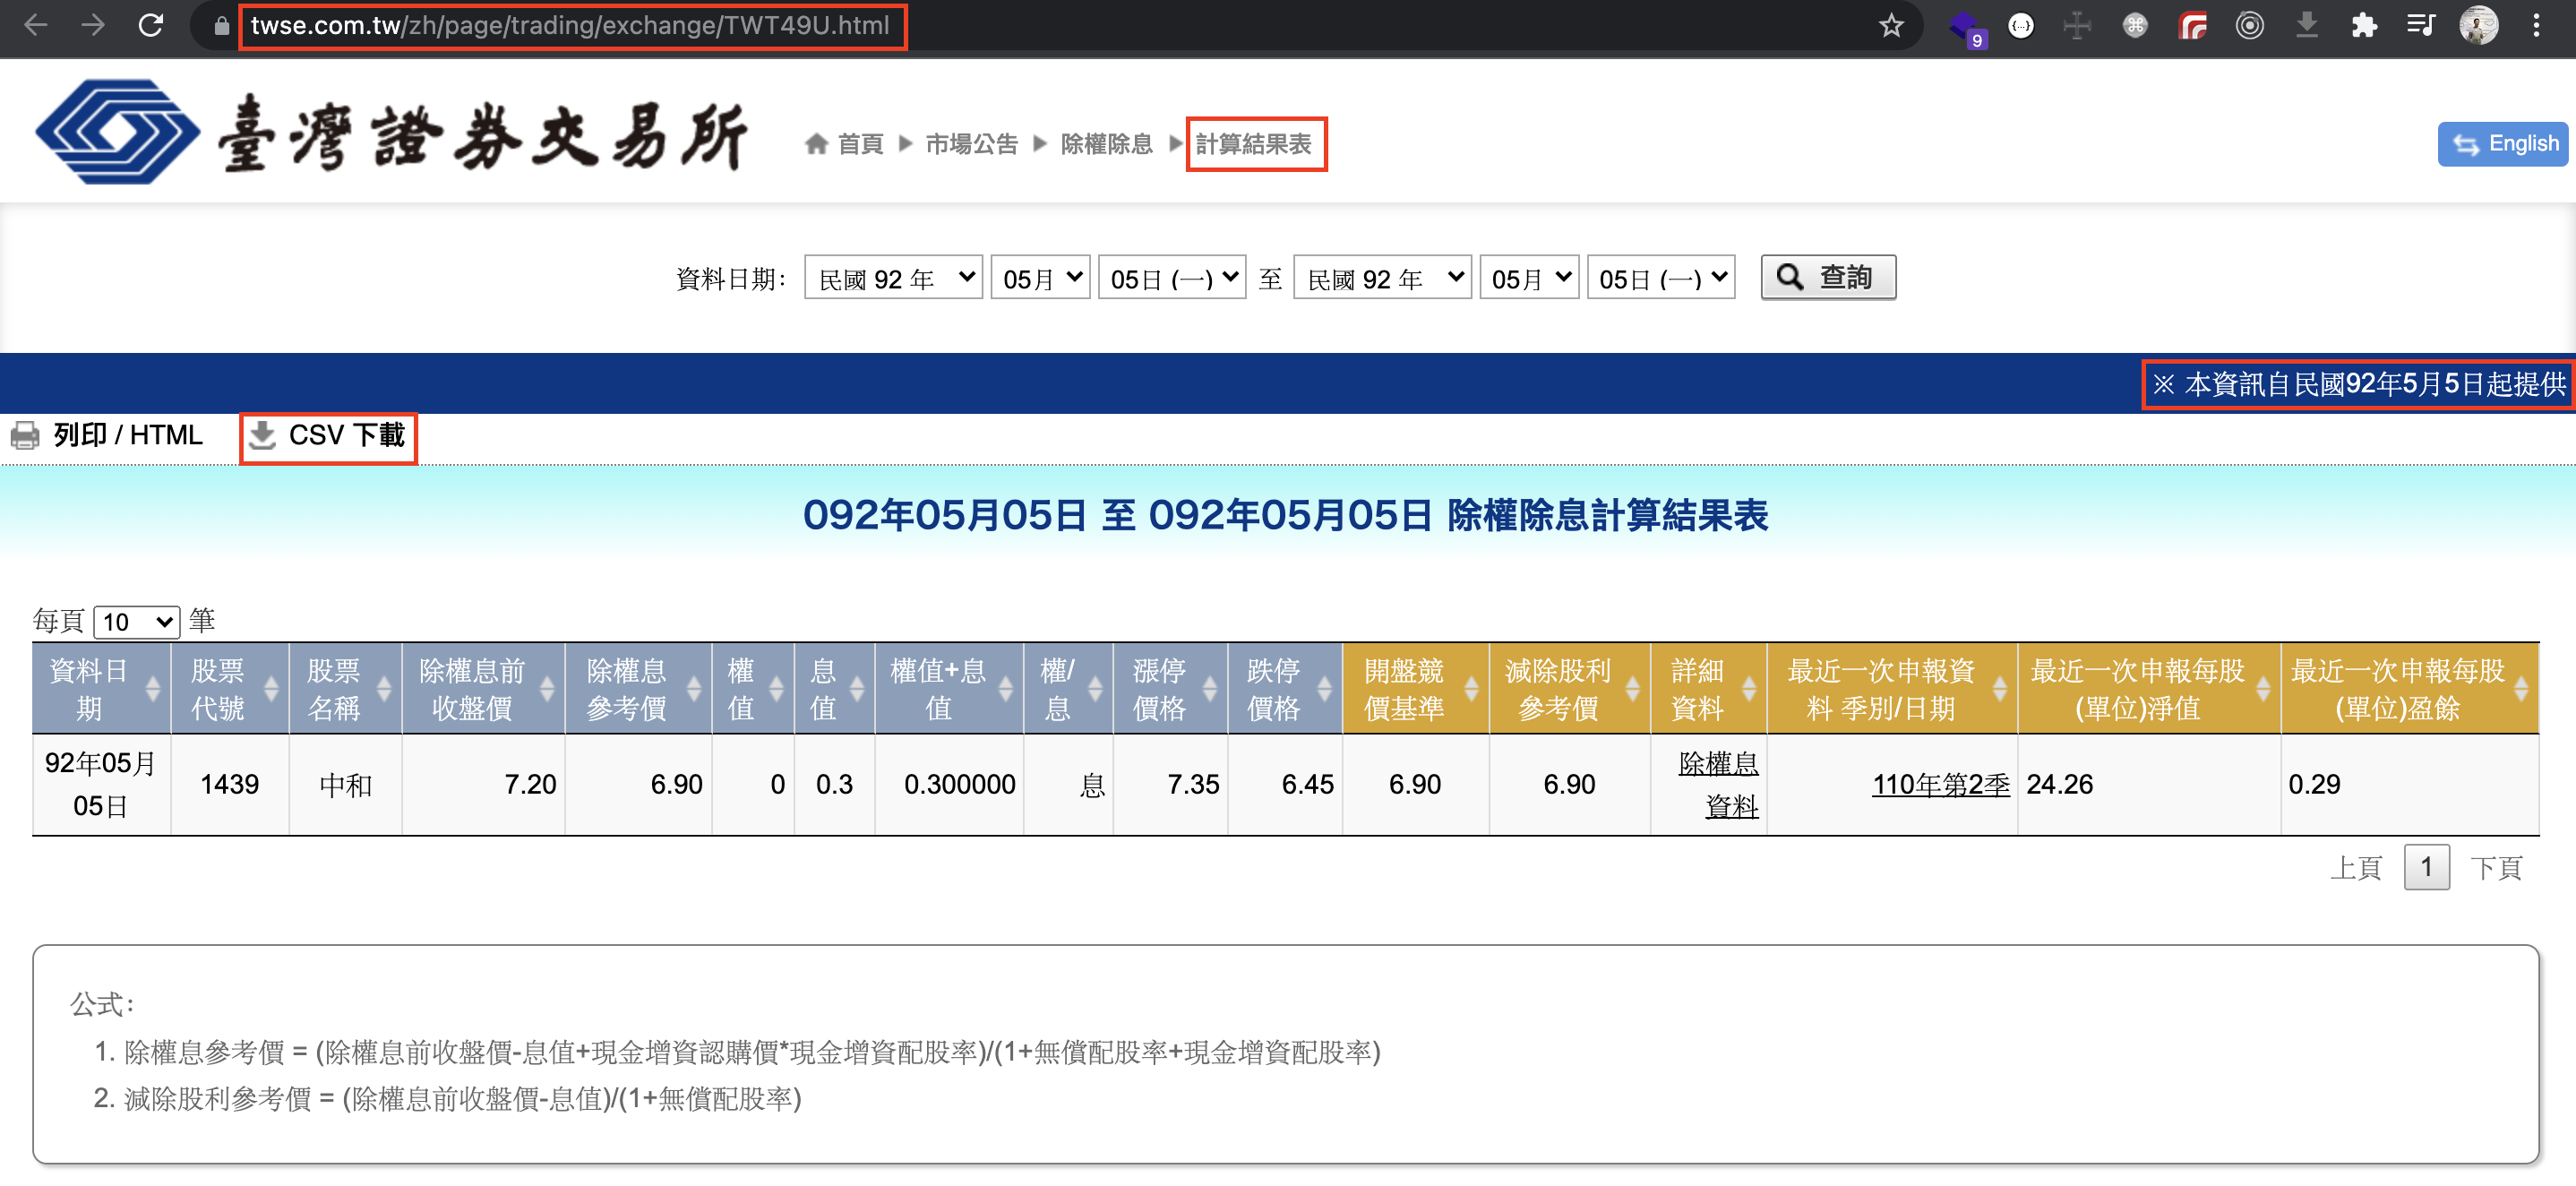 twse.com.tw/zh/page/trading/exchange/TWT49U.html
9
臺灣證券交易所
首頁 ▶ 市場公告 ▶ 除權除息 ▶ 計算結果表
English
資料日期： 民國 92 年 05月 05日 (一) 至 民國 92 年 05月 05日 (一) 查詢
※ 本資訊自民國92年5月5日起提供
列印 / HTML CSV 下載
092年05月05日 至 092年05月05日 除權除息計算結果表
每頁 10 筆
資料日期 股票代號 股票名稱 除權息前收盤價 除權息參考價 權值 息值 權值+息值 權/息 漲停價格 跌停價格 開盤競價基準 減除股利參考價 詳細資料 最近一次申報資料 季別/日期 最近一次申報每股(單位)淨值 最近一次申報每股(單位)盈餘
92年05月05日 1439 中和 7.20 6.90 0 0.3 0.300000 息 7.35 6.45 6.90 6.90 除權息資料 110年第2季 24.26 0.29
上頁 1 下頁
公式：
1. 除權息參考價 = (除權息前收盤價-息值+現金增資認購價*現金增資配股率)/(1+無償配股率+現金增資配股率)
2. 減除股利參考價 = (除權息前收盤價-息值)/(1+無償配股率)